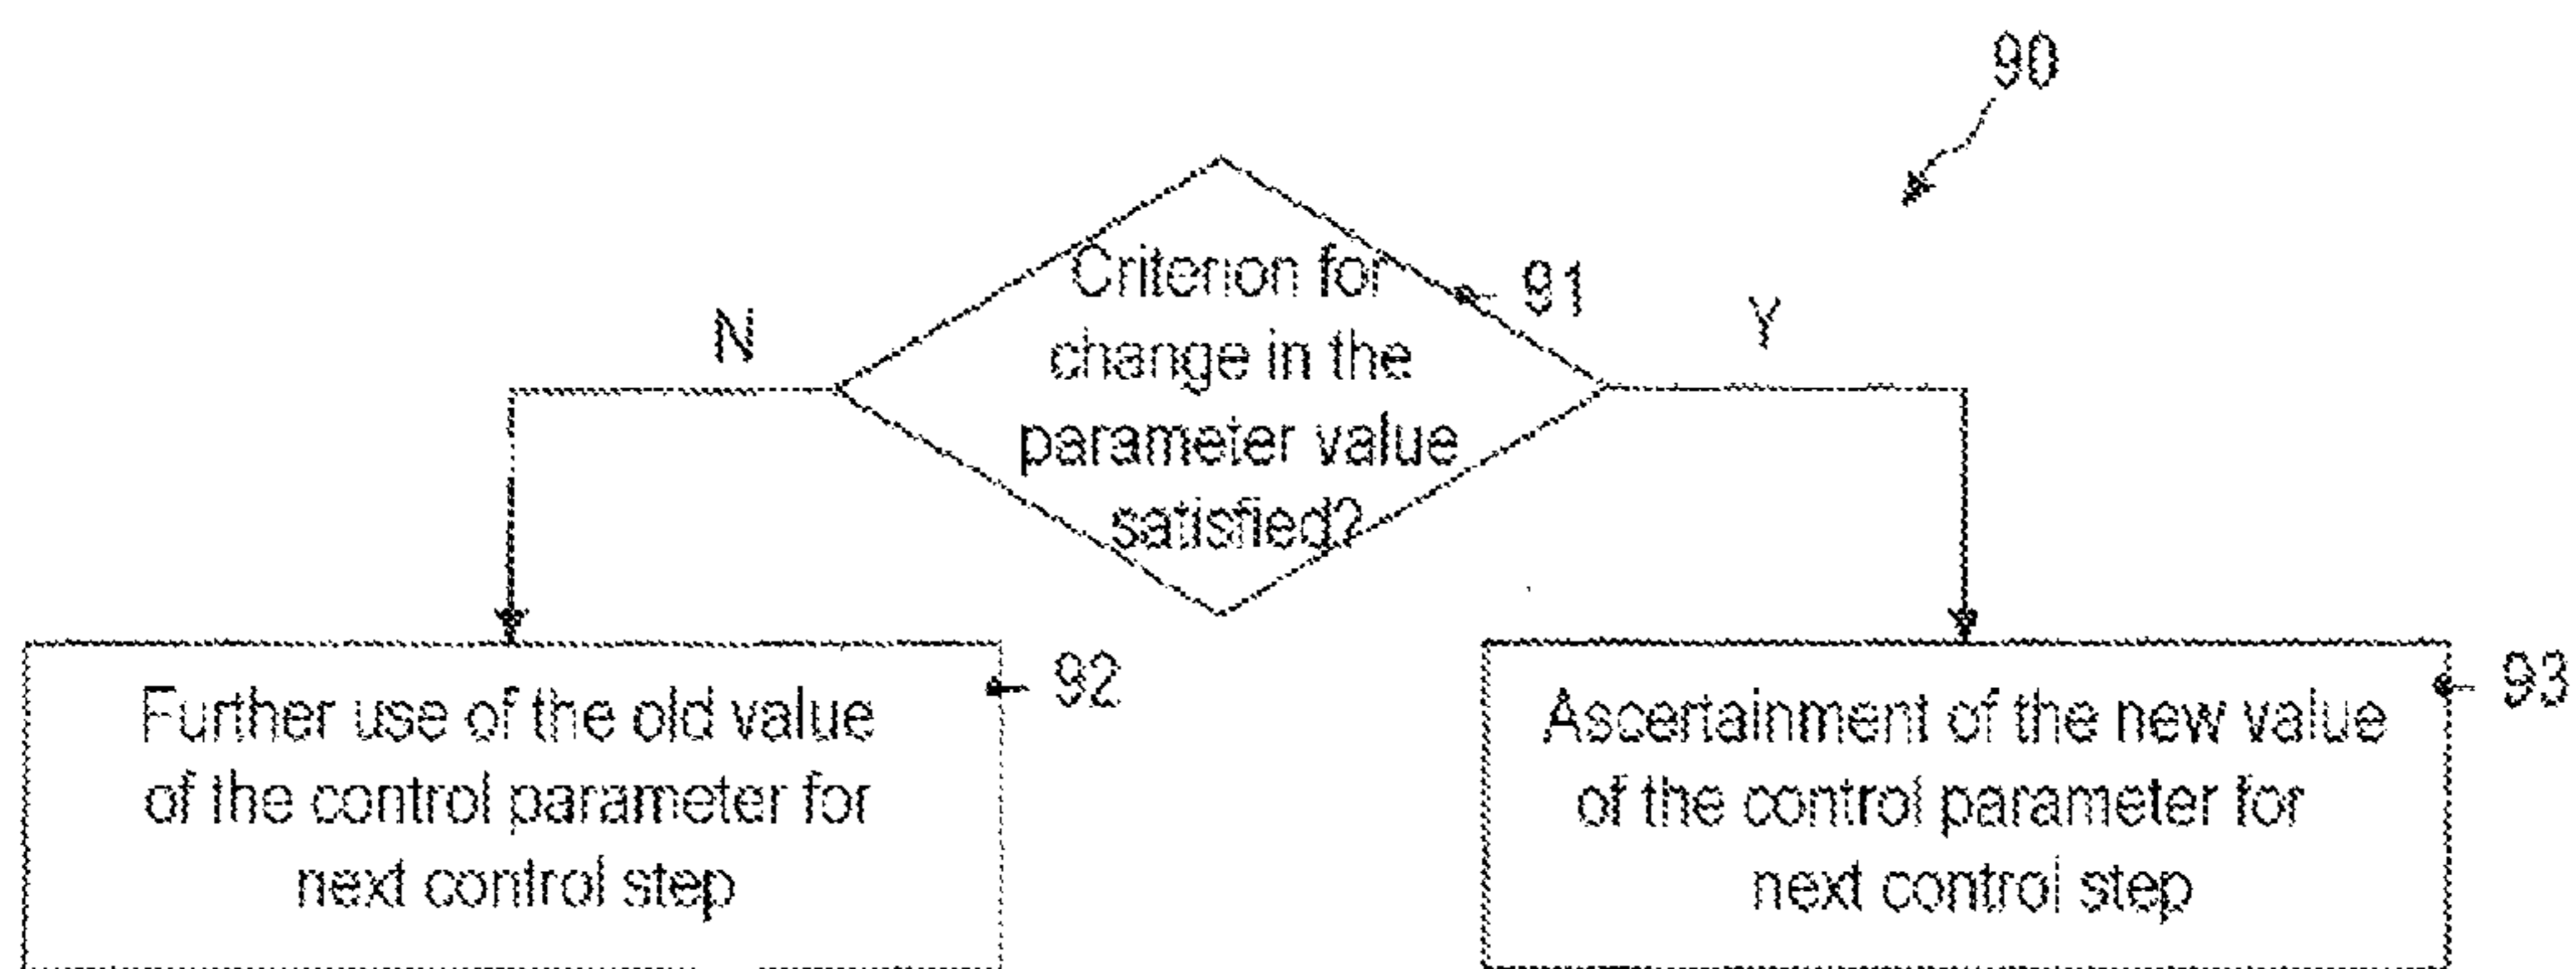 90
Criterion for
change in the
parameter value
satisfied?
91
N
Y
Further use of the old value
of the control parameter for
next control step
92
Ascertainment of the new value
of the control parameter for
next control step
93